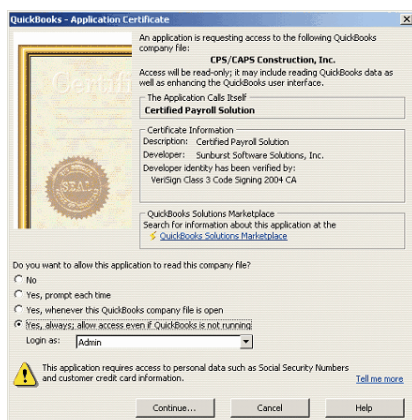 QuickBooks - Application Certificate
An application is requesting access to the following QuickBooks
company file:
CPS/CAPS Construction, Inc.
Access will be read-only; it may include reading QuickBooks data as
well as enhancing the QuickBooks user interface.
The Application Calls Itself
Certified Payroll Solution
Certificate Information
Description: Certified Payroll Solution
Developer: Sunburst Software Solutions, Inc.
Developer identity has been verified by:
VeriSign Class 3 Code Signing 2004 CA
SEAL
QuickBooks Solutions Marketplace
Search for information about this application at the
QuickBooks Solutions Marketplace
Do you want to allow this application to read this company file?
No
Yes, prompt each time
Yes, whenever this QuickBooks company file is open
Yes, always; allow access even if QuickBooks is not running
Login as: Admin
This application requires access to personal data such as Social Security Numbers
and customer credit card information.
Tell me more
Continue... Cancel Help